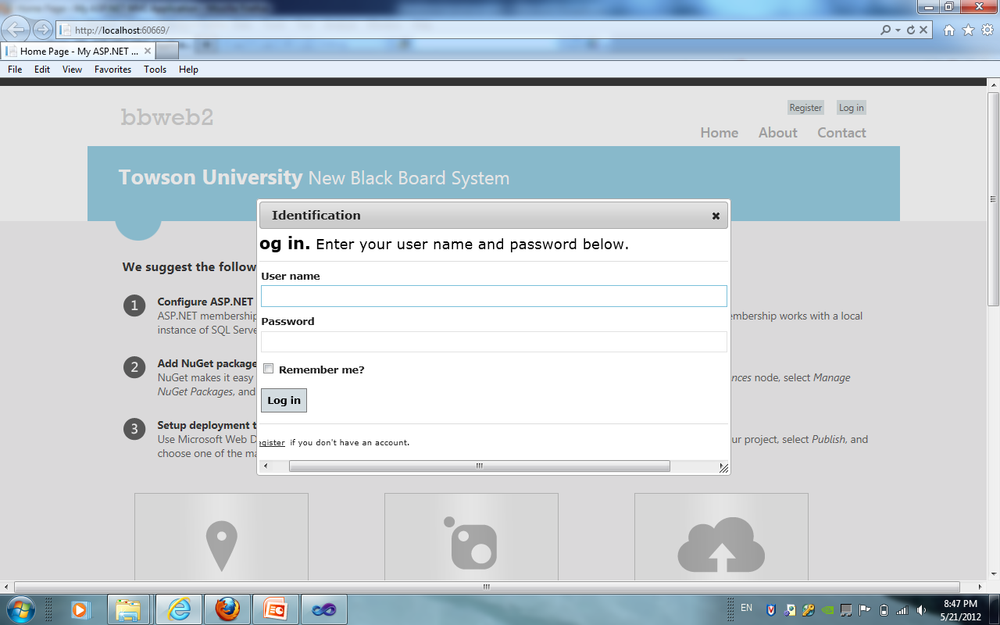 http://localhost:60669/
Home Page - My ASP.NET ...
File Edit View Favorites Tools Help
Register Log in
bbweb2
Home About Contact
Towson University New Black Board System
Identification
og in. Enter your user name and password below.
We suggest the follow
User name
1 Configure ASP.NET
ASP.NET membership
embership works with a local
instance of SQL Serve
Password
2 Add NuGet package
Remember me?
NuGet makes it easy
nces node, select Manage
NuGet Packages, and
Log in
3 Setup deployment t
Use Microsoft Web D
ur project, select Publish, and
choose one of the ma
egister if you don't have an account.
EN
8:47 PM
5/21/2012